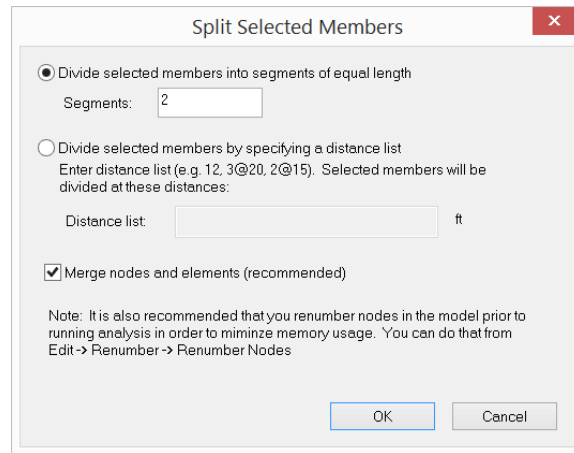 Split Selected Members
x
Divide selected members into segments of equal length
Segments: 2
Divide selected members by specifying a distance list
Enter distance list (e.g. 12, 3@20, 2@15). Selected members will be
divided at these distances:
Distance list: ft
Merge nodes and elements (recommended)
Note: It is also recommended that you renumber nodes in the model prior to
running analysis in order to miminze memory usage. You can do that from
Edit -> Renumber -> Renumber Nodes
OK Cancel